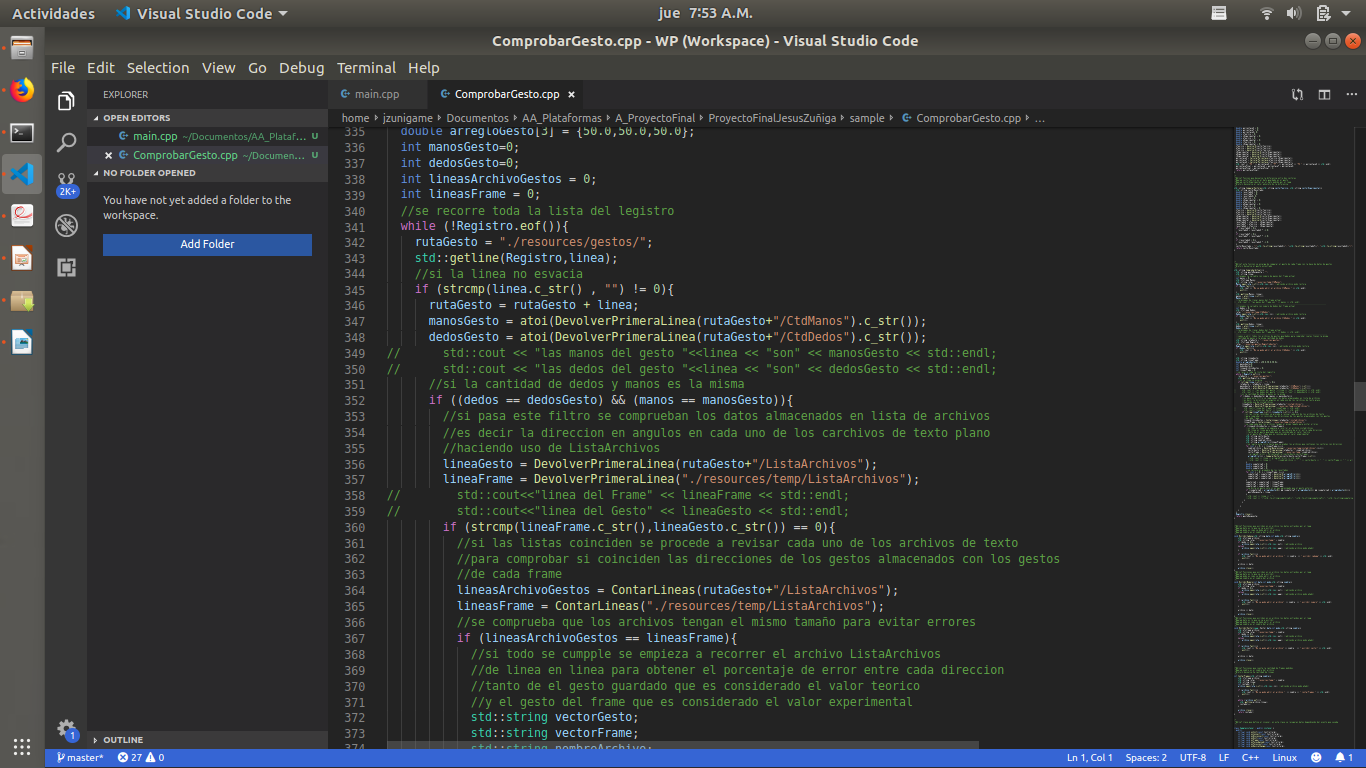 Actividades
Visual Studio Code
jue 7:53 A.M.
ComprobarGesto.cpp - WP (Workspace) - Visual Studio Code
File Edit Selection View Go Debug Terminal Help
EXPLORER
OPEN EDITORS
main.cpp ~/Documentos/AA_Plataf... U
ComprobarGesto.cpp ~/Documen... U
NO FOLDER OPENED
You have not yet added a folder to the
workspace.
Add Folder
2K+
OUTLINE
1
main.cpp
ComprobarGesto.cpp
home › jzunigame › Documentos › AA_Plataformas › A_ProyectoFinal › ProyectoFinalJesusZuñiga › sample › ComprobarGesto.cpp › ...
335 double arregloGesto[3] = {50.0,50.0,50.0};
336 int manosGesto=0;
337 int dedosGesto=0;
338 int lineasArchivoGestos = 0;
339 int lineasFrame = 0;
340 //se recorre toda la lista del legistro
341 while (!Registro.eof()){
342 rutaGesto = "./resources/gestos/";
343 std::getline(Registro,linea);
344 //si la linea no esvacia
345 if (strcmp(linea.c_str() , "") != 0){
346 rutaGesto = rutaGesto + linea;
347 manosGesto = atoi(DevolverPrimeraLinea(rutaGesto+"/CtdManos").c_str());
348 dedosGesto = atoi(DevolverPrimeraLinea(rutaGesto+"/CtdDedos").c_str());
349 // std::cout << "las manos del gesto "<<linea << "son" << manosGesto << std::endl;
350 // std::cout << "las dedos del gesto "<<linea << "son" << dedosGesto << std::endl;
351 //si la cantidad de dedos y manos es la misma
352 if ((dedos == dedosGesto) && (manos == manosGesto)){
353 //si pasa este filtro se comprueban los datos almacenados en lista de archivos
354 //es decir la direccion en angulos en cada uno de los carchivos de texto plano
355 //haciendo uso de ListaArchivos
356 lineaGesto = DevolverPrimeraLinea(rutaGesto+"/ListaArchivos");
357 lineaFrame = DevolverPrimeraLinea("./resources/temp/ListaArchivos");
358 // std::cout<<"linea del Frame" << lineaFrame << std::endl;
359 // std::cout<<"linea del Gesto" << lineaGesto << std::endl;
360 if (strcmp(lineaFrame.c_str(),lineaGesto.c_str()) == 0){
361 //si las listas coinciden se procede a revisar cada uno de los archivos de texto
362 //para comprobar si coinciden las direcciones de los gestos almacenados con los gestos
363 //de cada frame
364 lineasArchivoGestos = ContarLineas(rutaGesto+"/ListaArchivos");
365 lineasFrame = ContarLineas("./resources/temp/ListaArchivos");
366 //se comprueba que los archivos tengan el mismo tamaño para evitar errores
367 if (lineasArchivoGestos == lineasFrame){
368 //si todo se cumpple se empieza a recorrer el archivo ListaArchivos
369 //de linea en linea para obtener el porcentaje de error entre cada direccion
370 //tanto de el gesto guardado que es considerado el valor teorico
371 //y el gesto del frame que es considerado el valor experimental
372 std::string vectorGesto;
373 std::string vectorFrame;
374 std::string nombreArchivo;
master* 27 0
Ln 1, Col 1 Spaces: 2 UTF-8 LF C++ Linux 1